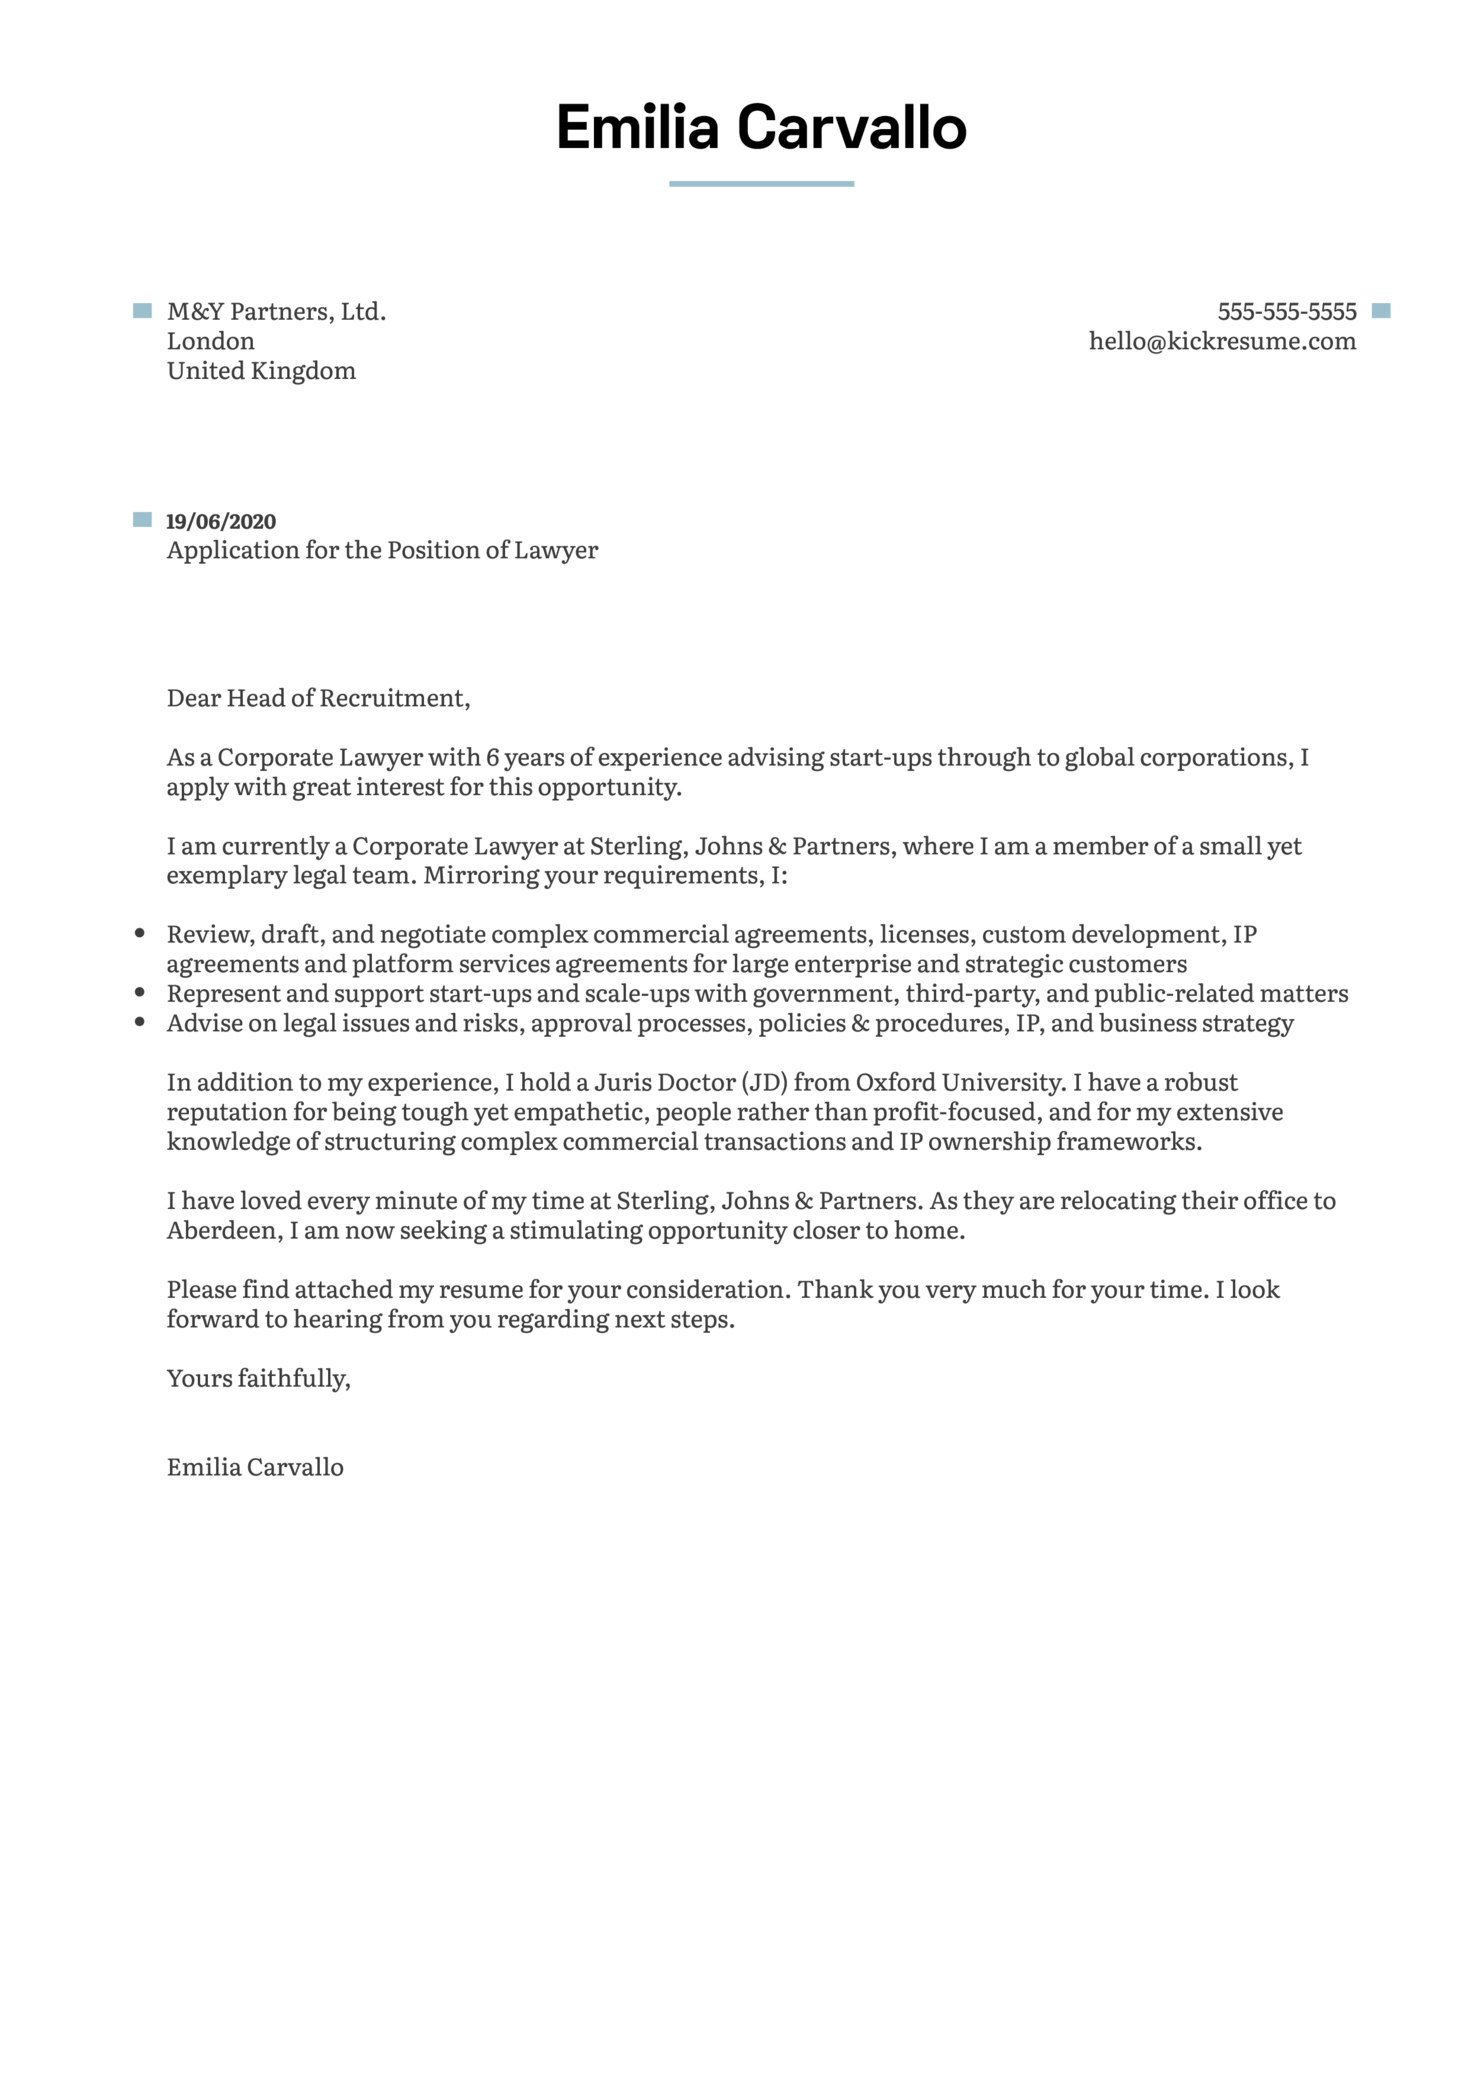 Emilia Carvallo
M&Y Partners, Ltd.
London
United Kingdom
555-555-5555
hello@kickresume.com
19/06/2020
Application for the Position of Lawyer
Dear Head of Recruitment,
As a Corporate Lawyer with 6 years of experience advising start-ups through to global corporations, I
apply with great interest for this opportunity.
I am currently a Corporate Lawyer at Sterling, Johns & Partners, where I am a member of a small yet
exemplary legal team. Mirroring your requirements, I:
• Review, draft, and negotiate complex commercial agreements, licenses, custom development, IP
agreements and platform services agreements for large enterprise and strategic customers
• Represent and support start-ups and scale-ups with government, third-party, and public-related matters
• Advise on legal issues and risks, approval processes, policies & procedures, IP, and business strategy
In addition to my experience, I hold a Juris Doctor (JD) from Oxford University. I have a robust
reputation for being tough yet empathetic, people rather than profit-focused, and for my extensive
knowledge of structuring complex commercial transactions and IP ownership frameworks.
I have loved every minute of my time at Sterling, Johns & Partners. As they are relocating their office to
Aberdeen, I am now seeking a stimulating opportunity closer to home.
Please find attached my resume for your consideration. Thank you very much for your time. I look
forward to hearing from you regarding next steps.
Yours faithfully,
Emilia Carvallo